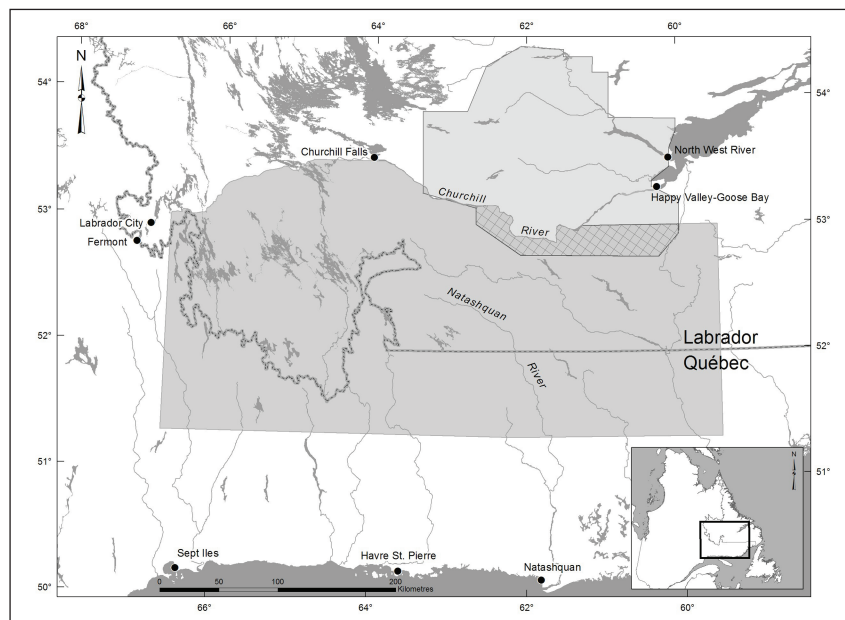 68° 66° 64° 62° 60°
N
54° 54°
Churchill Falls
North West River
Happy Valley-Goose Bay
Churchill
53° 53°
Labrador City
Fermont
River
Natashquan
52° 52°
Labrador
Québec
River
51° 51°
N
Sept Iles
Havre St. Pierre
Natashquan
50° 50°
0 50 100 200
Kilometres
66° 64° 62° 60°